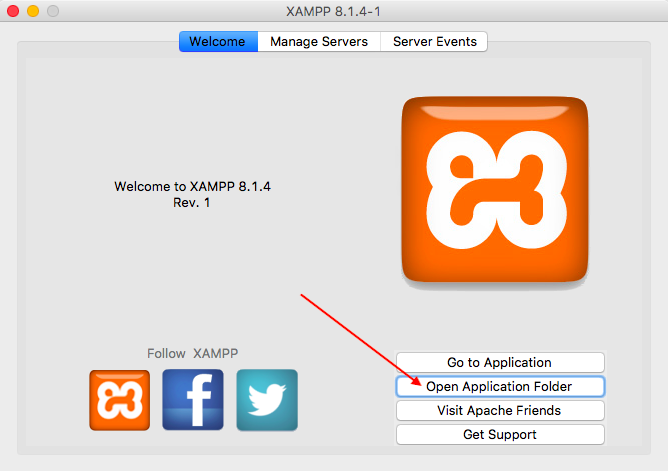 XAMPP 8.1.4-1
Welcome
Manage Servers
Server Events
Welcome to XAMPP 8.1.4
Rev. 1
Follow XAMPP
Go to Application
Open Application Folder
Visit Apache Friends
Get Support